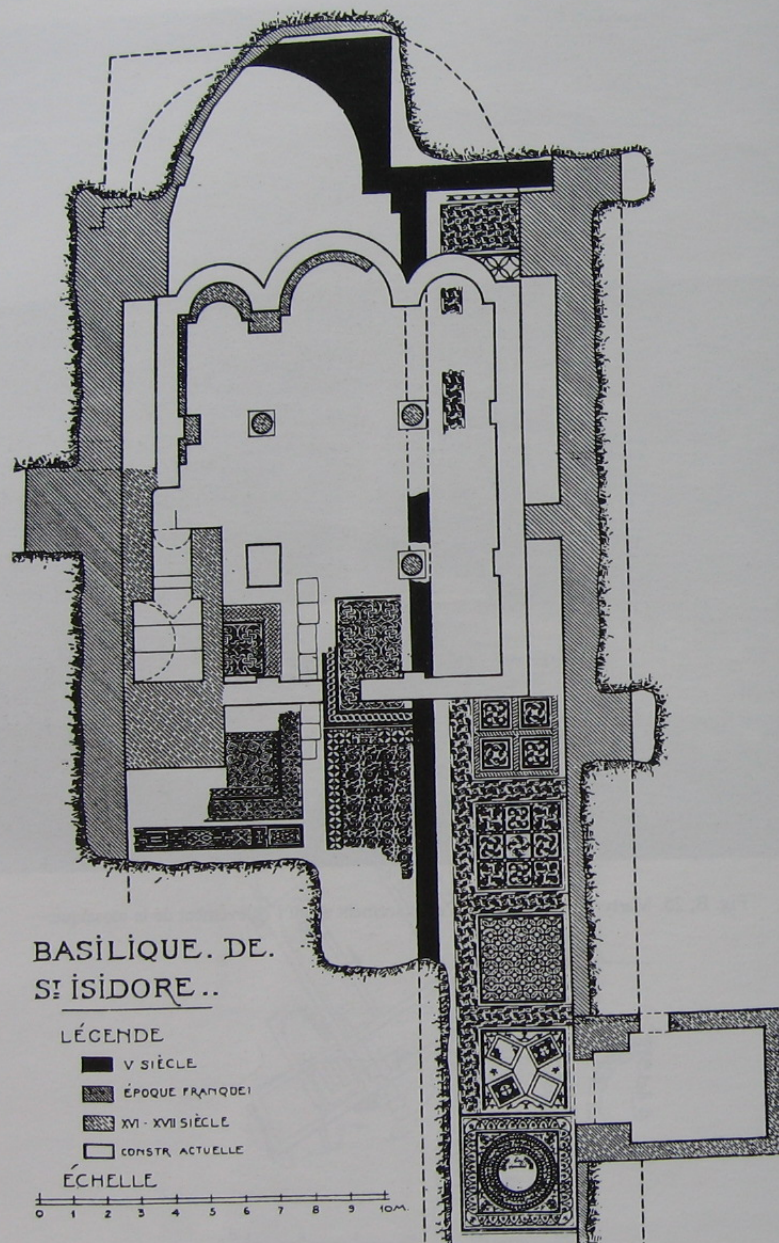 BASILIQUE. DE.
ST ISIDORE..
LÉGENDE
V SIÈCLE
ÉPOQUE FRANQUE
XVI - XVII SIÈCLE
CONSTR ACTUELLE
ÉCHELLE
0 1 2 3 4 5 6 7 8 9 10M.